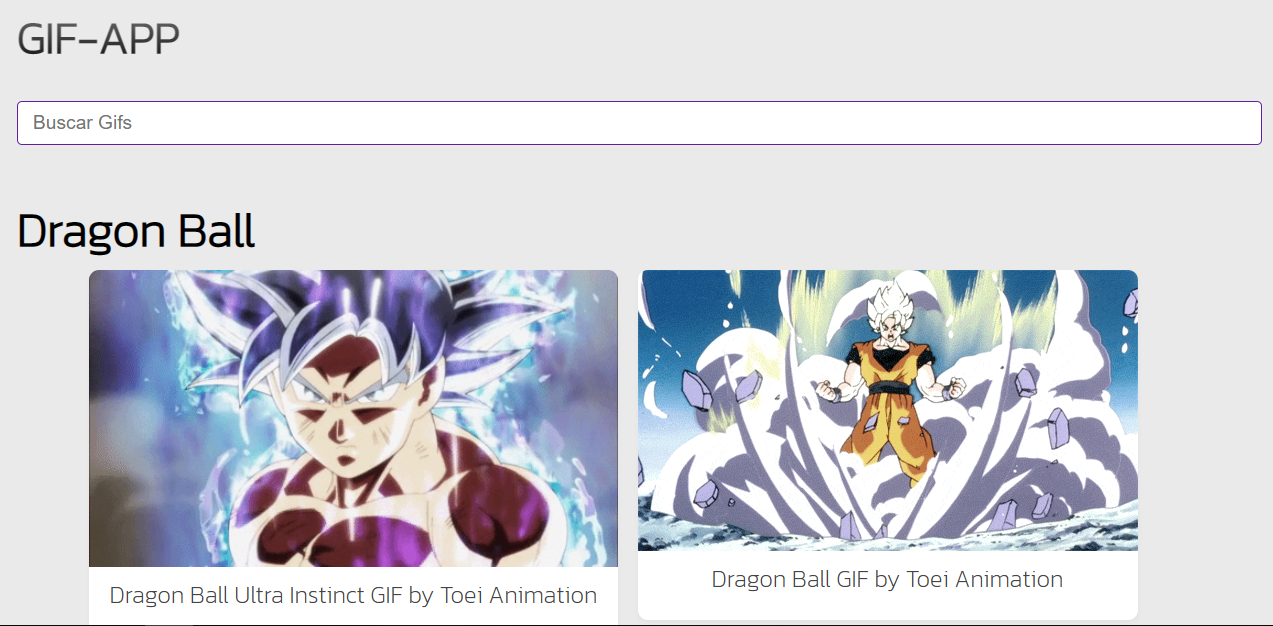 GIF-APP
Buscar Gifs
Dragon Ball
Dragon Ball Ultra Instinct GIF by Toei Animation
Dragon Ball GIF by Toei Animation